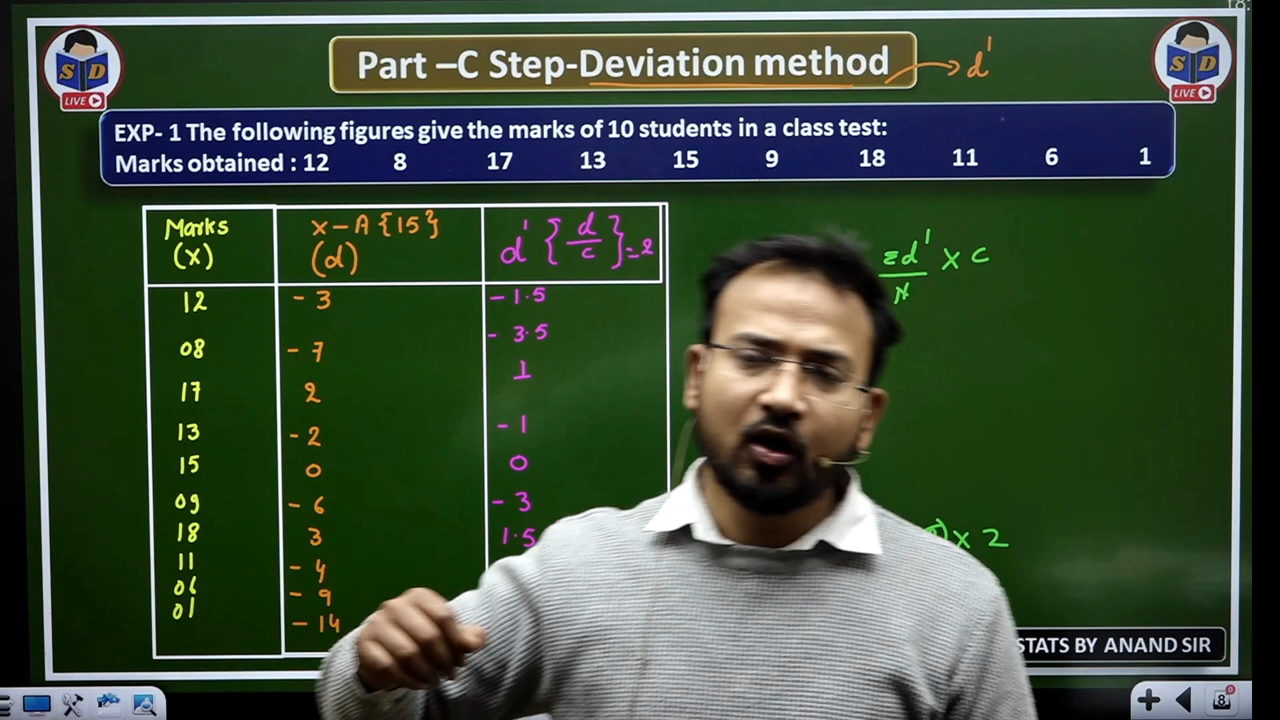 18:
Part –C Step-Deviation method → d'
S D
LIVE
S D
LIVE
EXP- 1 The following figures give the marks of 10 students in a class test:
Marks obtained : 12 8 17 13 15 9 18 11 6 1
Marks
(x)
x – A {15}
(d)
d' { d/c } = 2
Σd'/N × c
12 - 3 - 1.5
08 - 7 - 3.5
17 2 1
13 - 2 - 1
15 0 0
09 - 6 - 3
18 3 1.5
11 - 4
06 - 9
01 - 14
x 2
STATS BY ANAND SIR
8